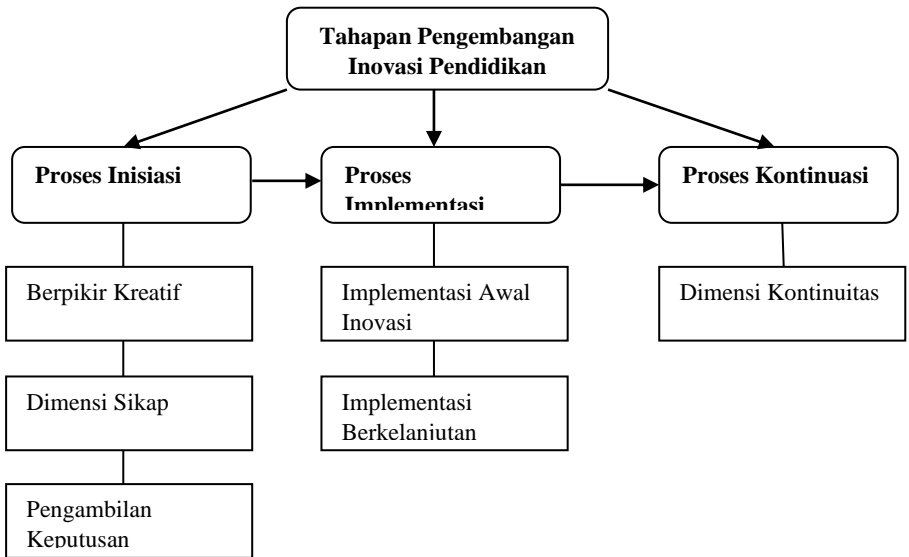 Tahapan Pengembangan
Inovasi Pendidikan
Proses Inisiasi
Proses
Implementasi
Proses Kontinuasi
Berpikir Kreatif
Implementasi Awal
Inovasi
Dimensi Kontinuitas
Dimensi Sikap
Implementasi
Berkelanjutan
Pengambilan
Keputusan